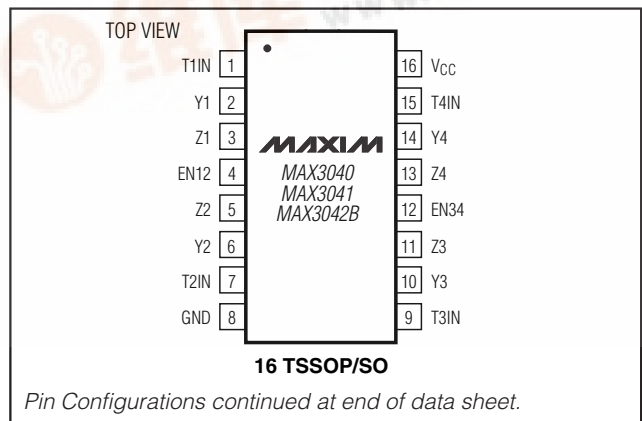 TOP VIEW
T1IN 1
Y1 2
Z1 3
EN12 4
Z2 5
Y2 6
T2IN 7
GND 8
MAXIM
MAX3040
MAX3041
MAX3042B
16 VCC
15 T4IN
14 Y4
13 Z4
12 EN34
11 Z3
10 Y3
9 T3IN
16 TSSOP/SO
Pin Configurations continued at end of data sheet.